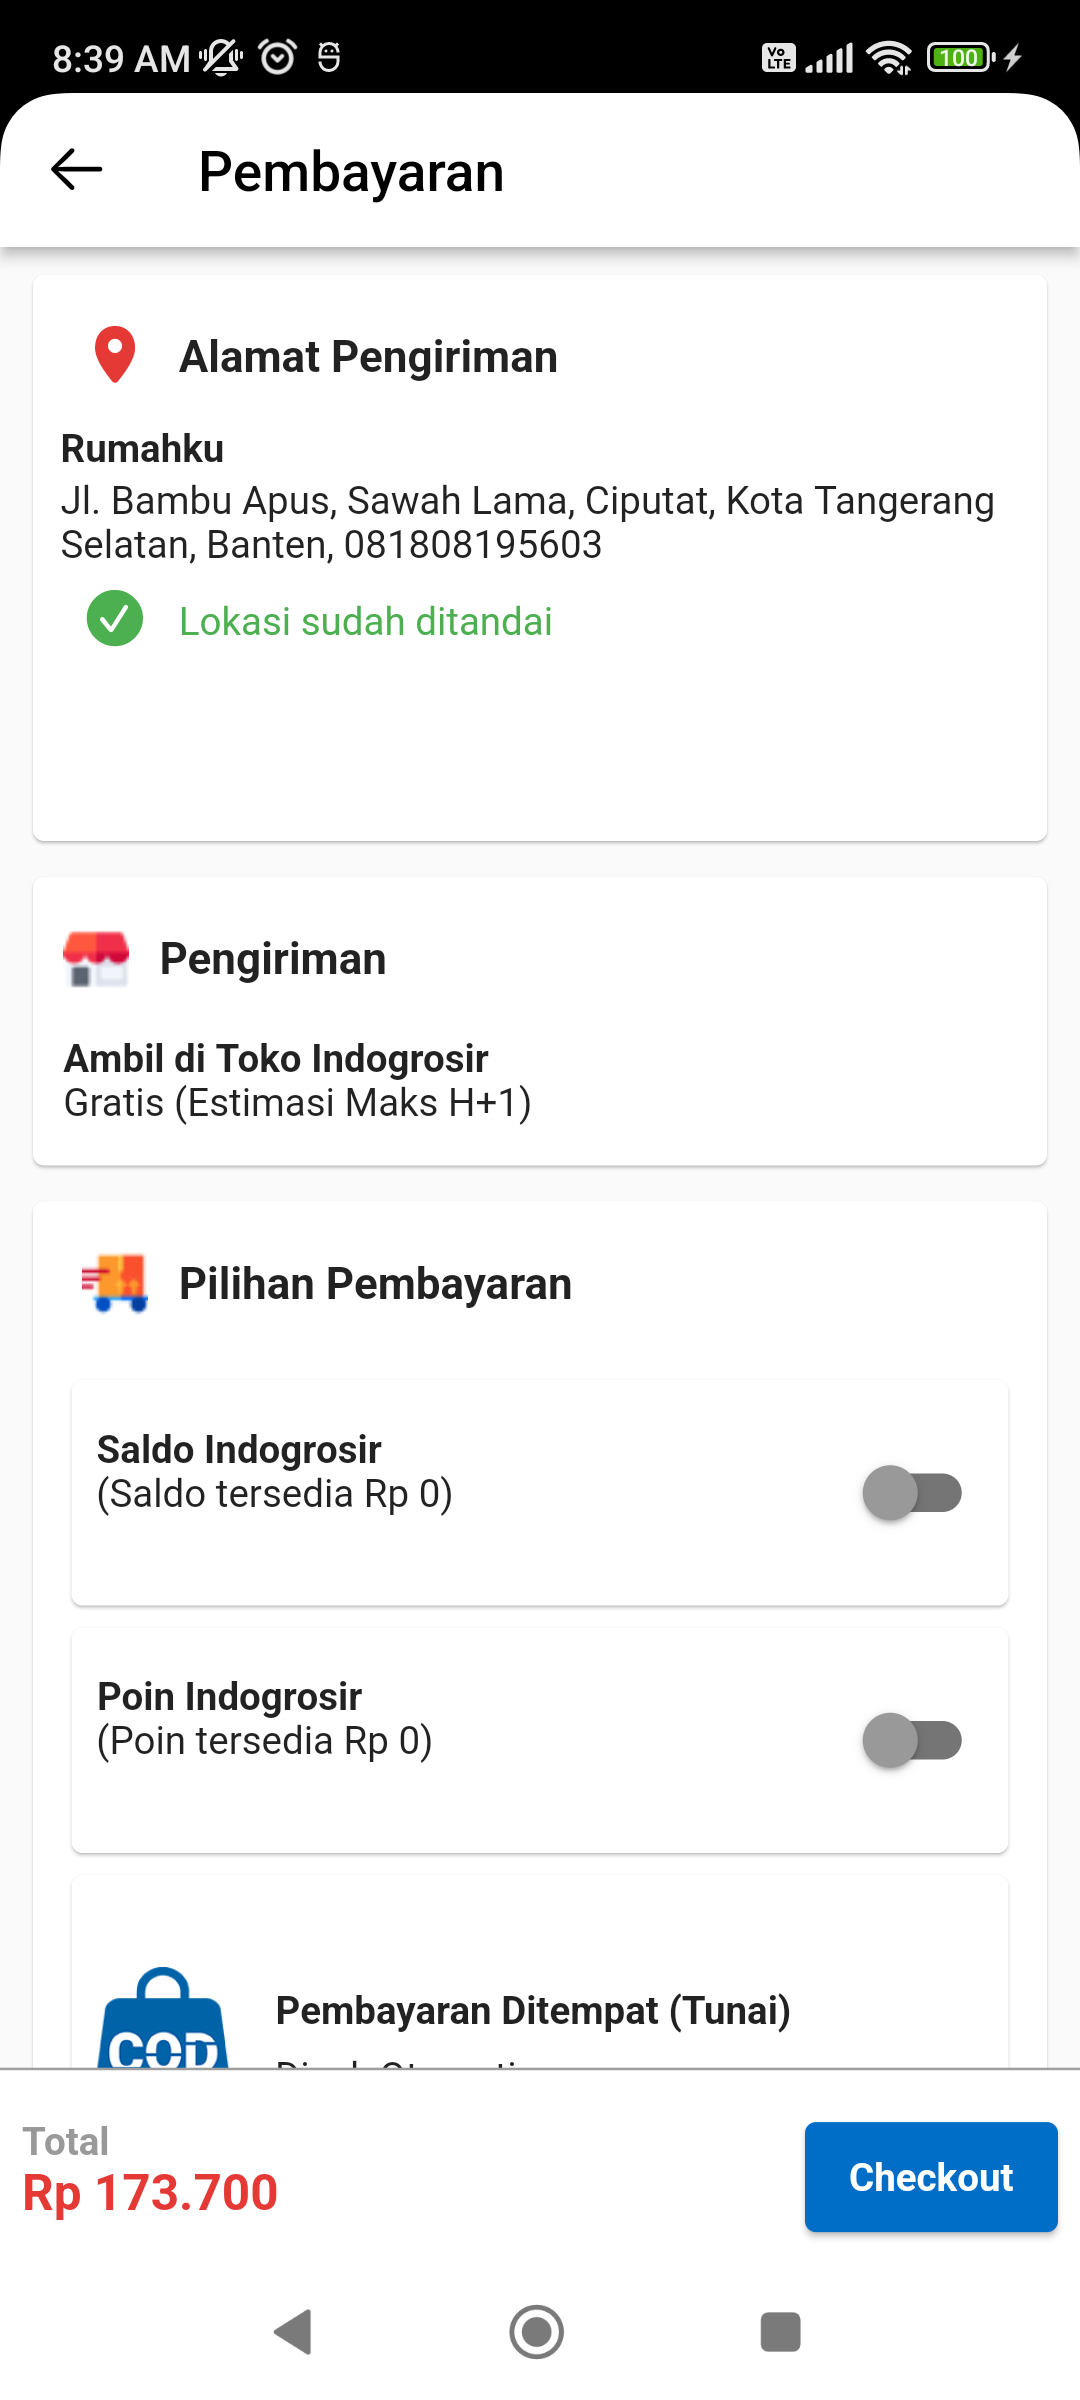 8:39 AM
Vo LTE
100
Pembayaran
Alamat Pengiriman
Rumahku
Jl. Bambu Apus, Sawah Lama, Ciputat, Kota Tangerang
Selatan, Banten, 081808195603
Lokasi sudah ditandai
Pengiriman
Ambil di Toko Indogrosir
Gratis (Estimasi Maks H+1)
Pilihan Pembayaran
Saldo Indogrosir
(Saldo tersedia Rp 0)
Poin Indogrosir
(Poin tersedia Rp 0)
COD
Pembayaran Ditempat (Tunai)
Total
Rp 173.700
Checkout